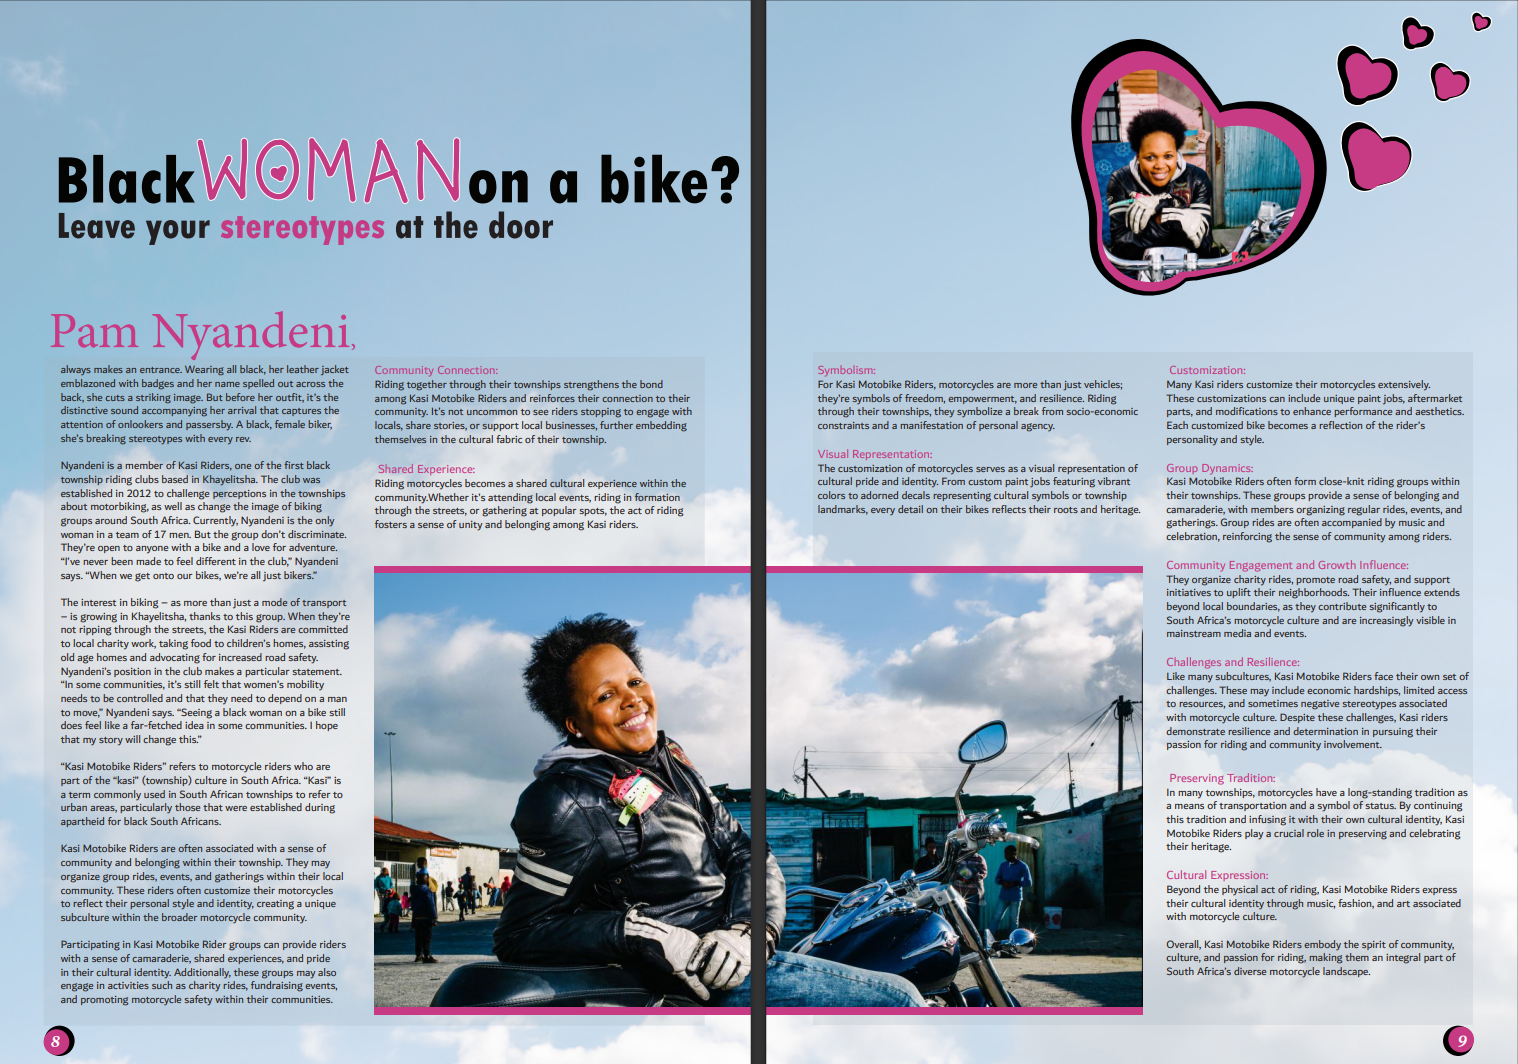 Black WOMAN on a bike?
Leave your stereotypes at the door
Pam Nyandeni,
always makes an entrance. Wearing all black, her leather jacket
emblazoned with badges and her name spelled out across the
back, she cuts a striking image. But before her outfit, it's the
distinctive sound accompanying her arrival that captures the
attention of onlookers and passersby. A black, female biker,
she's breaking stereotypes with every rev.
Nyandeni is a member of Kasi Riders, one of the first black
township riding clubs based in Khayelitsha. The club was
established in 2012 to challenge perceptions in the townships
about motorbiking, as well as change the image of biking
groups around South Africa. Currently, Nyandeni is the only
woman in a team of 17 men. But the group don't discriminate.
They're open to anyone with a bike and a love for adventure.
"I've never been made to feel different in the club," Nyandeni
says. "When we get onto our bikes, we're all just bikers."
The interest in biking – as more than just a mode of transport
– is growing in Khayelitsha, thanks to this group. When they're
not ripping through the streets, the Kasi Riders are committed
to local charity work, taking food to children's homes, assisting
old age homes and advocating for increased road safety.
Nyandeni's position in the club makes a particular statement.
"In some communities, it's still felt that women's mobility
needs to be controlled and that they need to depend on a man
to move," Nyandeni says. "Seeing a black woman on a bike still
does feel like a far-fetched idea in some communities. I hope
that my story will change this."
"Kasi Motobike Riders" refers to motorcycle riders who are
part of the "kasi" (township) culture in South Africa. "Kasi" is
a term commonly used in South African townships to refer to
urban areas, particularly those that were established during
apartheid for black South Africans.
Kasi Motobike Riders are often associated with a sense of
community and belonging within their township. They may
organize group rides, events, and gatherings within their local
community. These riders often customize their motorcycles
to reflect their personal style and identity, creating a unique
subculture within the broader motorcycle community.
Participating in Kasi Motobike Rider groups can provide riders
with a sense of camaraderie, shared experiences, and pride
in their cultural identity. Additionally, these groups may also
engage in activities such as charity rides, fundraising events,
and promoting motorcycle safety within their communities.
Community Connection:
Riding together through their townships strengthens the bond
among Kasi Motobike Riders and reinforces their connection to their
community. It's not uncommon to see riders stopping to engage with
locals, share stories, or support local businesses, further embedding
themselves in the cultural fabric of their township.
Shared Experience:
Riding motorcycles becomes a shared cultural experience within the
community.Whether it's attending local events, riding in formation
through the streets, or gathering at popular spots, the act of riding
fosters a sense of unity and belonging among Kasi riders.
8
Symbolism:
For Kasi Motobike Riders, motorcycles are more than just vehicles;
they're symbols of freedom, empowerment, and resilience. Riding
through their townships, they symbolize a break from socio-economic
constraints and a manifestation of personal agency.
Visual Representation:
The customization of motorcycles serves as a visual representation of
cultural pride and identity. From custom paint jobs featuring vibrant
colors to adorned decals representing cultural symbols or township
landmarks, every detail on their bikes reflects their roots and heritage.
Customization:
Many Kasi riders customize their motorcycles extensively.
These customizations can include unique paint jobs, aftermarket
parts, and modifications to enhance performance and aesthetics.
Each customized bike becomes a reflection of the rider's
personality and style.
Group Dynamics:
Kasi Motobike Riders often form close-knit riding groups within
their townships. These groups provide a sense of belonging and
camaraderie, with members organizing regular rides, events, and
gatherings. Group rides are often accompanied by music and
celebration, reinforcing the sense of community among riders.
Community Engagement and Growth Influence:
They organize charity rides, promote road safety, and support
initiatives to uplift their neighborhoods. Their influence extends
beyond local boundaries, as they contribute significantly to
South Africa's motorcycle culture and are increasingly visible in
mainstream media and events.
Challenges and Resilience:
Like many subcultures, Kasi Motobike Riders face their own set of
challenges. These may include economic hardships, limited access
to resources, and sometimes negative stereotypes associated
with motorcycle culture. Despite these challenges, Kasi riders
demonstrate resilience and determination in pursuing their
passion for riding and community involvement.
Preserving Tradition:
In many townships, motorcycles have a long-standing tradition as
a means of transportation and a symbol of status. By continuing
this tradition and infusing it with their own cultural identity, Kasi
Motobike Riders play a crucial role in preserving and celebrating
their heritage.
Cultural Expression:
Beyond the physical act of riding, Kasi Motobike Riders express
their cultural identity through music, fashion, and art associated
with motorcycle culture.
Overall, Kasi Motobike Riders embody the spirit of community,
culture, and passion for riding, making them an integral part of
South Africa's diverse motorcycle landscape.
9